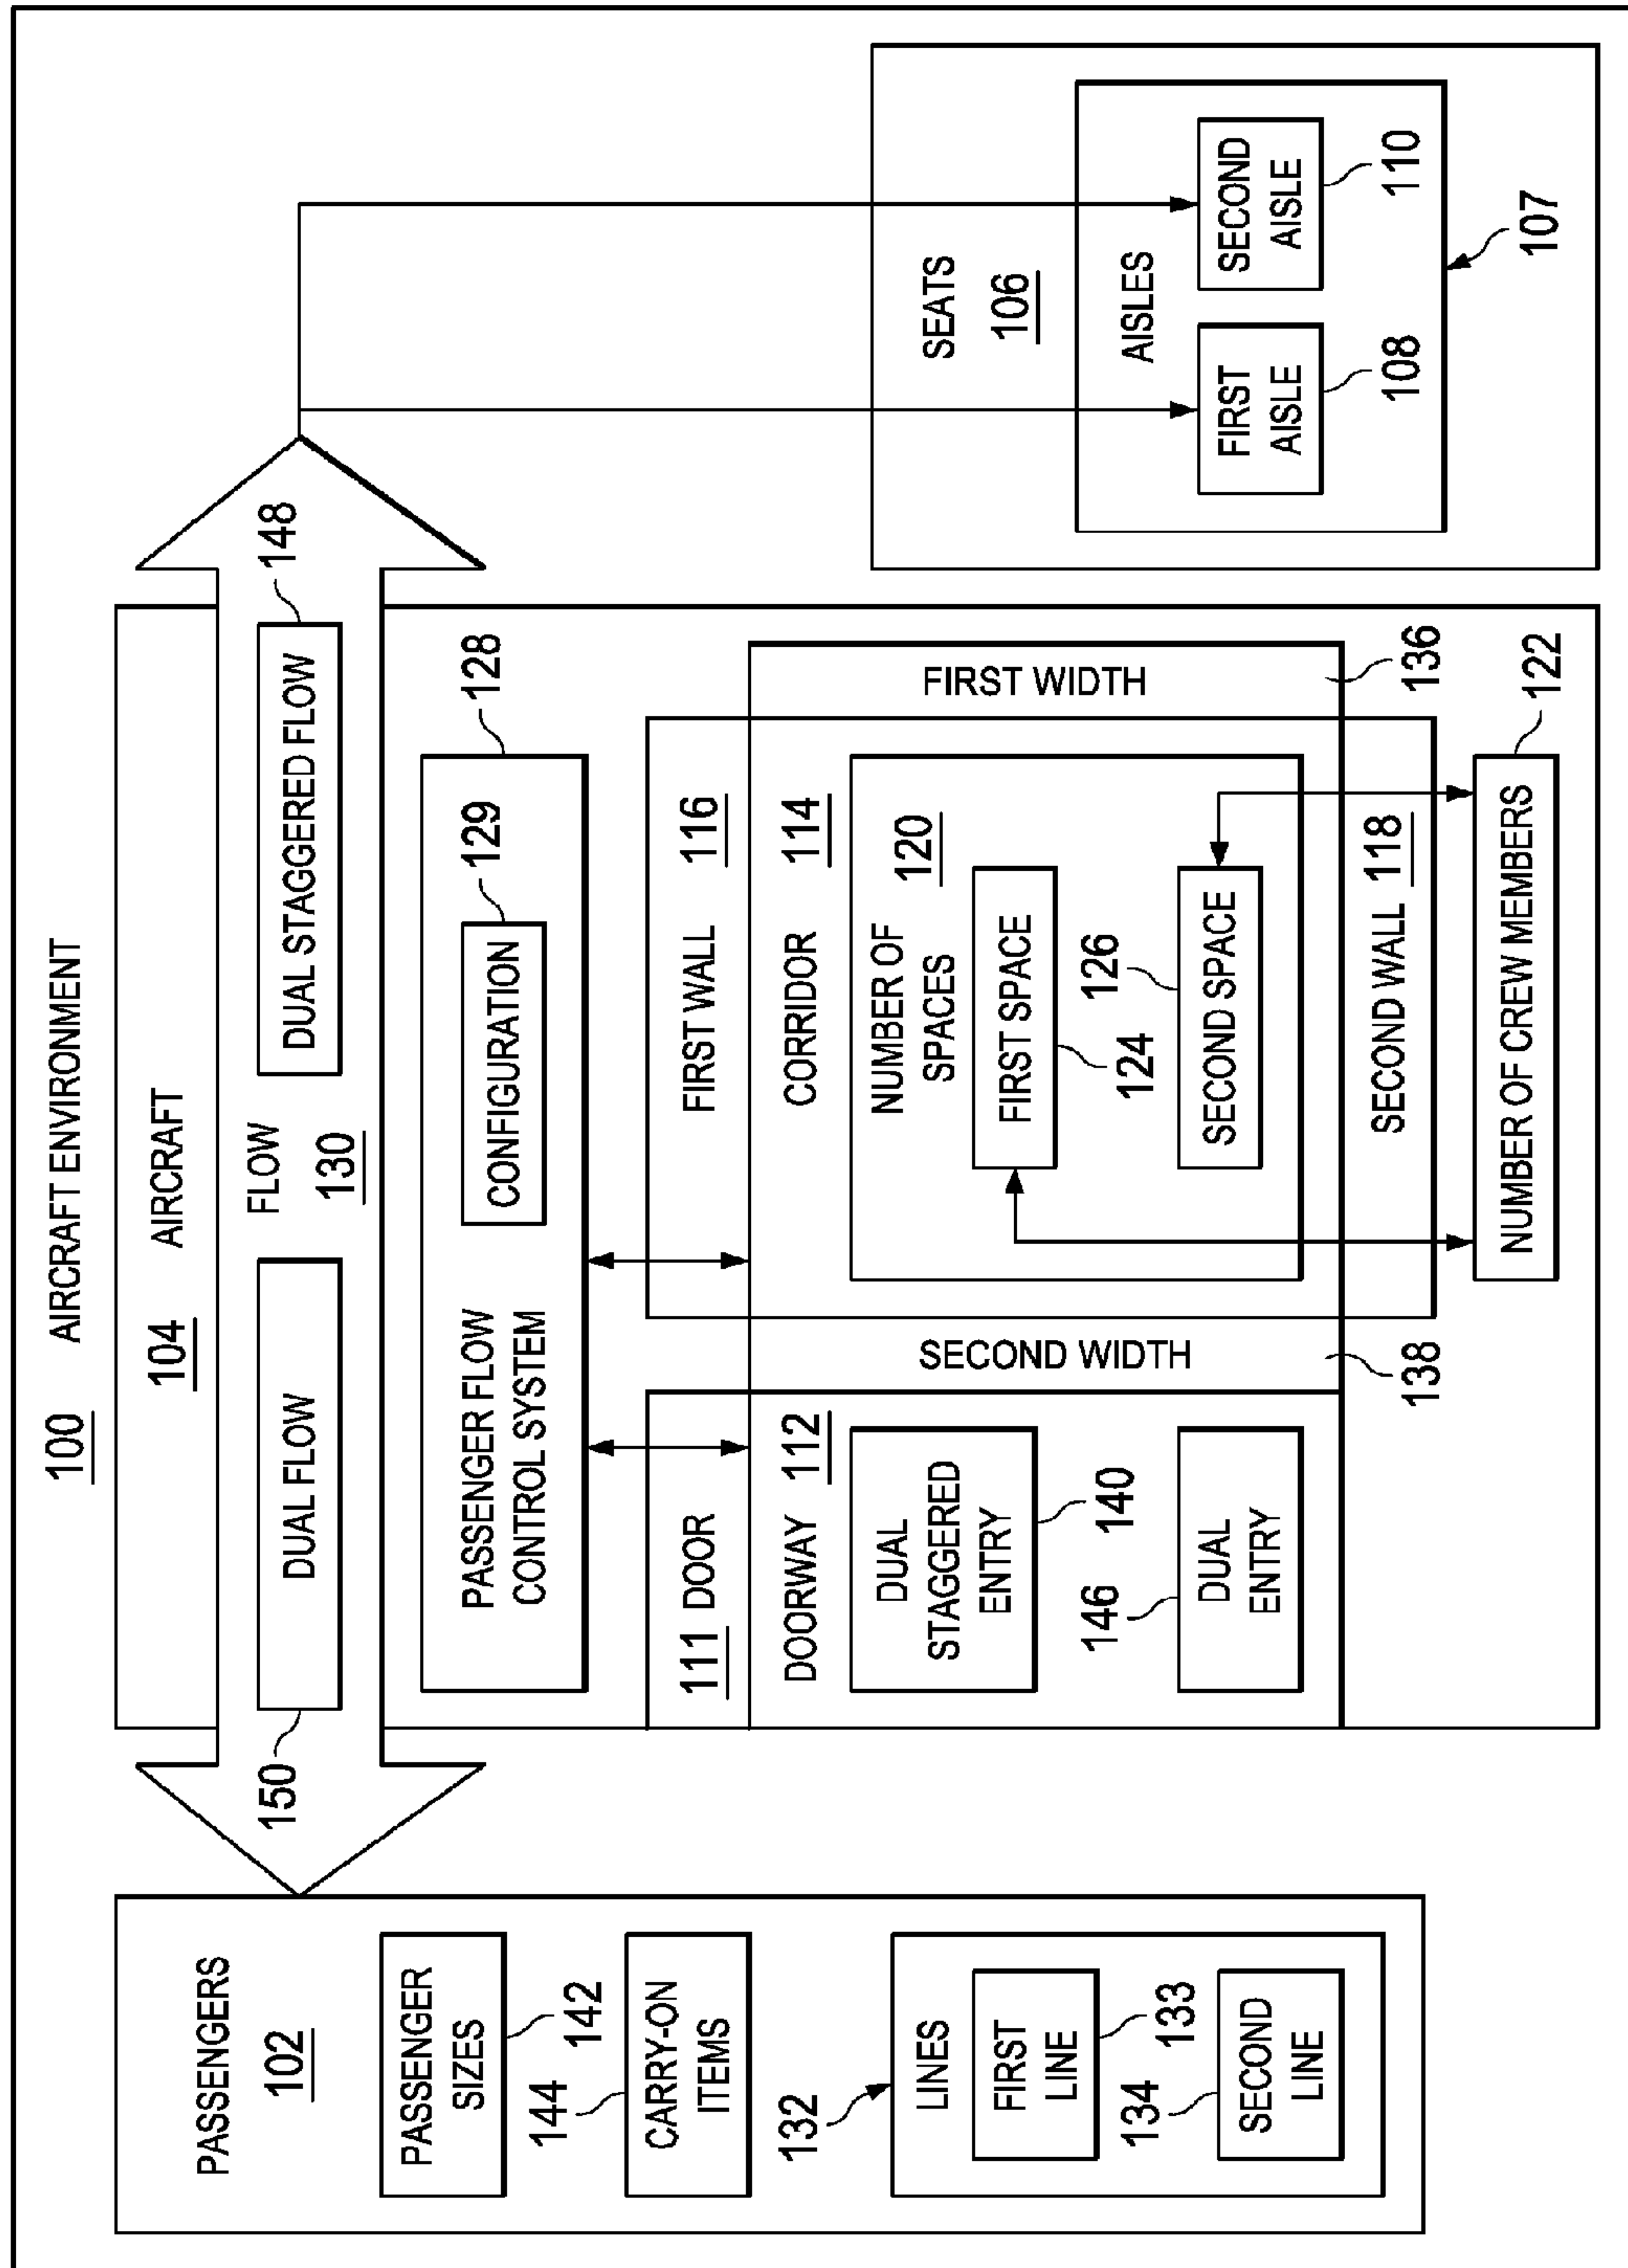 100
AIRCRAFT ENVIRONMENT
PASSENGERS
102
PASSENGER
SIZES
142
144
CARRY-ON
ITEMS
132
LINES
FIRST
LINE
133
134
SECOND
LINE
104
AIRCRAFT
150
DUAL FLOW
FLOW
130
DUAL STAGGERED FLOW
148
PASSENGER FLOW
CONTROL SYSTEM
CONFIGURATION
129
128
111 DOOR
DOORWAY 112
DUAL
STAGGERED
ENTRY
140
146
DUAL
ENTRY
SECOND WIDTH
138
FIRST WALL 116
CORRIDOR 114
NUMBER OF
SPACES
120
FIRST SPACE
124
126
SECOND SPACE
SECOND WALL 118
FIRST WIDTH
136
NUMBER OF CREW MEMBERS
122
SEATS
106
AISLES
FIRST
AISLE
108
SECOND
AISLE
110
107